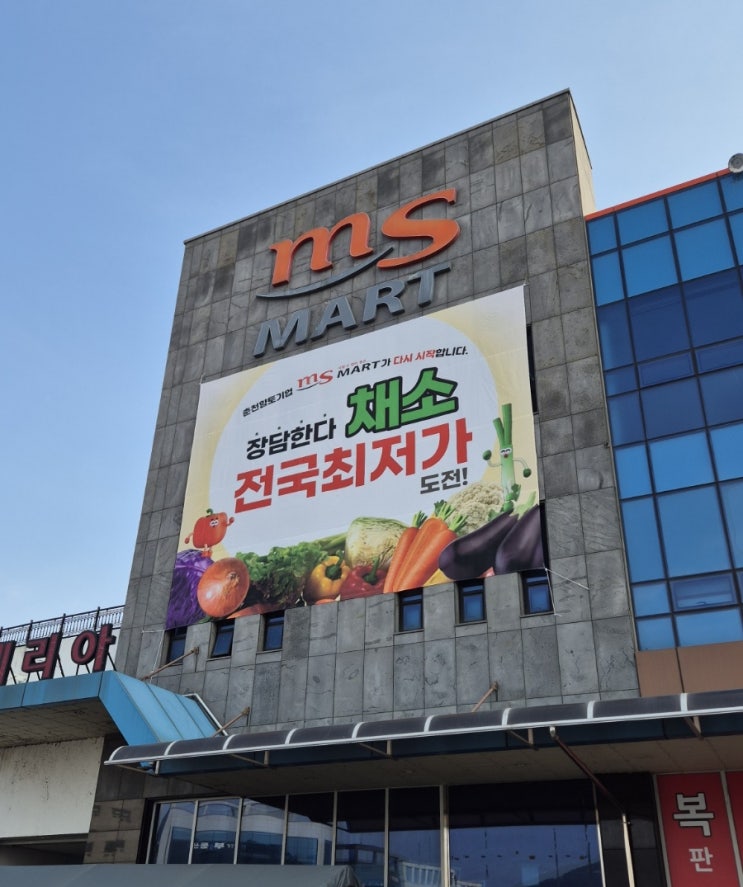 ms
MART
춘천향토기업 ms MART가 다시 시작합니다.
장담한다 채소
전국최저가
도전!
리아
복
판